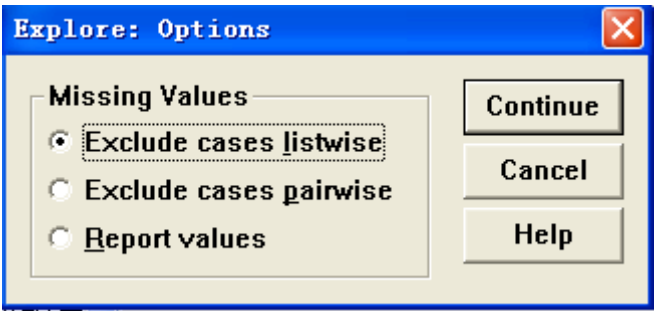 Explore: Options
Missing Values
Exclude cases listwise
Exclude cases pairwise
Report values
Continue
Cancel
Help